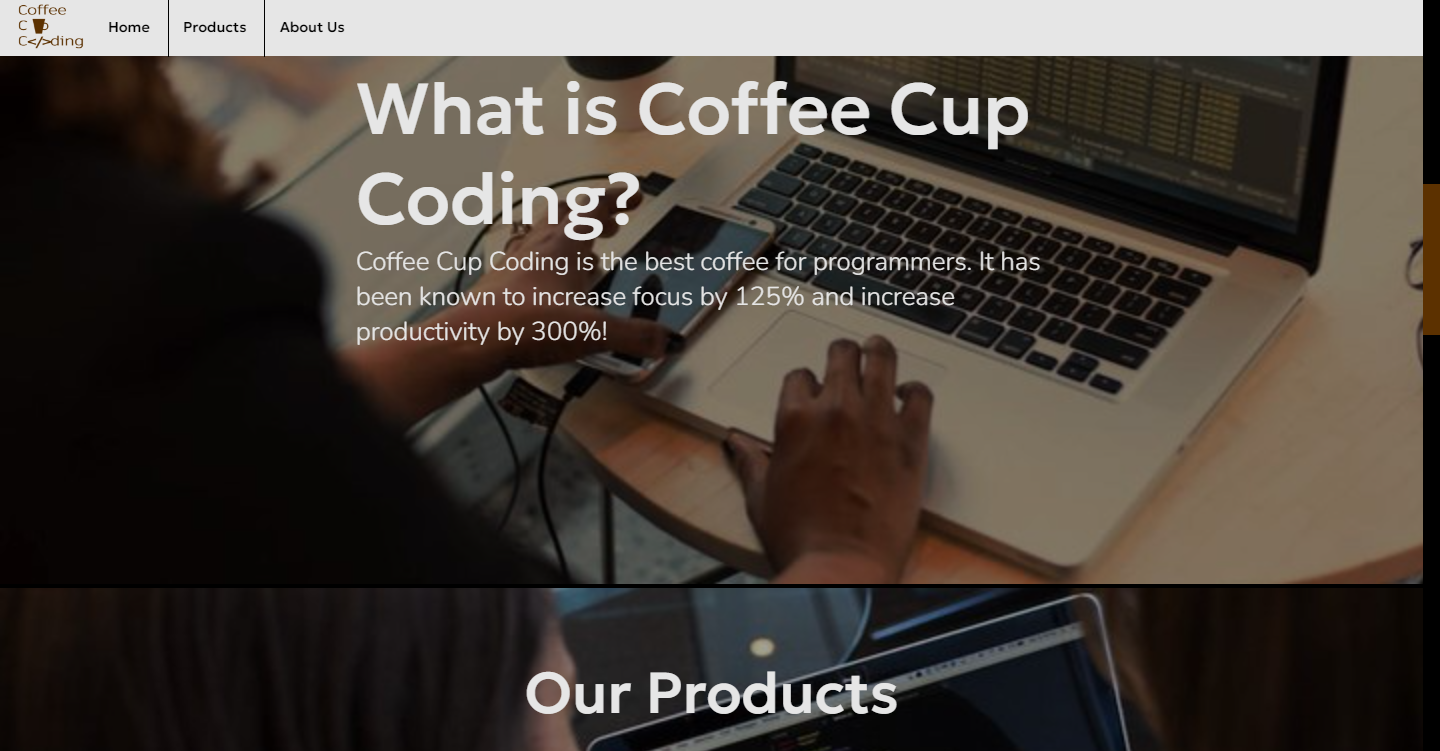 Coffee
C p
C</>ding
Home
Products
About Us
What is Coffee Cup
Coding?
Coffee Cup Coding is the best coffee for programmers. It has
been known to increase focus by 125% and increase
productivity by 300%!
Our Products